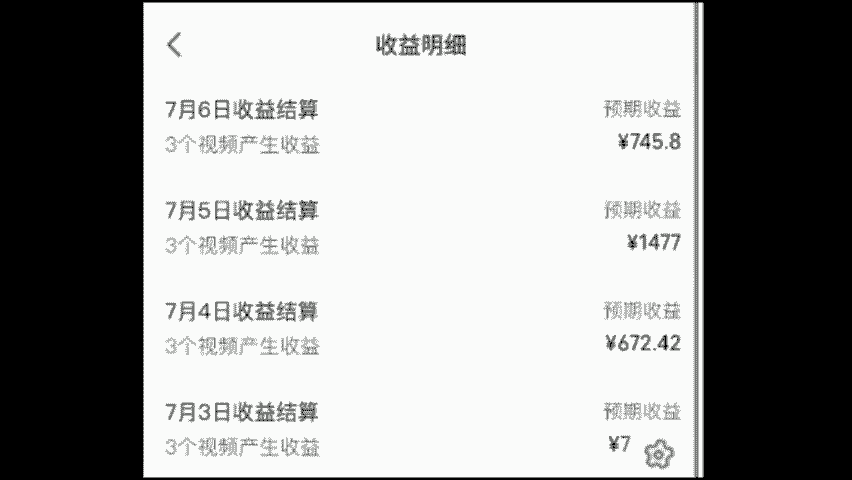 收益明细
7月6日收益结算 预期收益
3个视频产生收益 ¥745.8
7月5日收益结算 预期收益
3个视频产生收益 ¥1477
7月4日收益结算 预期收益
3个视频产生收益 ¥672.42
7月3日收益结算 预期收益
3个视频产生收益 ¥7